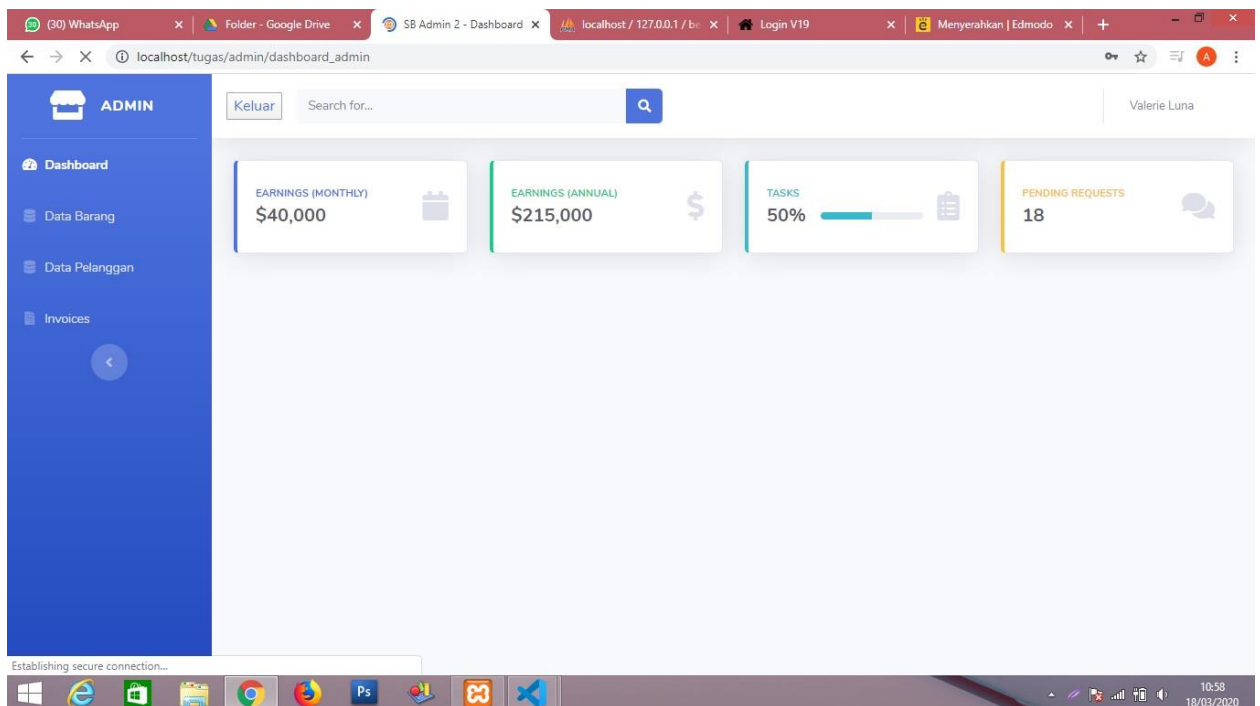 (30) WhatsApp
Folder - Google Drive
SB Admin 2 - Dashboard
localhost / 127.0.0.1 / be
Login V19
Menyerahkan | Edmodo
localhost/tugas/admin/dashboard_admin
A
ADMIN
Keluar
Search for...
Valerie Luna
Dashboard
Data Barang
Data Pelanggan
Invoices
EARNINGS (MONTHLY)
$40,000
EARNINGS (ANNUAL)
$215,000
TASKS
50%
PENDING REQUESTS
18
Establishing secure connection...
Ps
10:58
18/03/2020